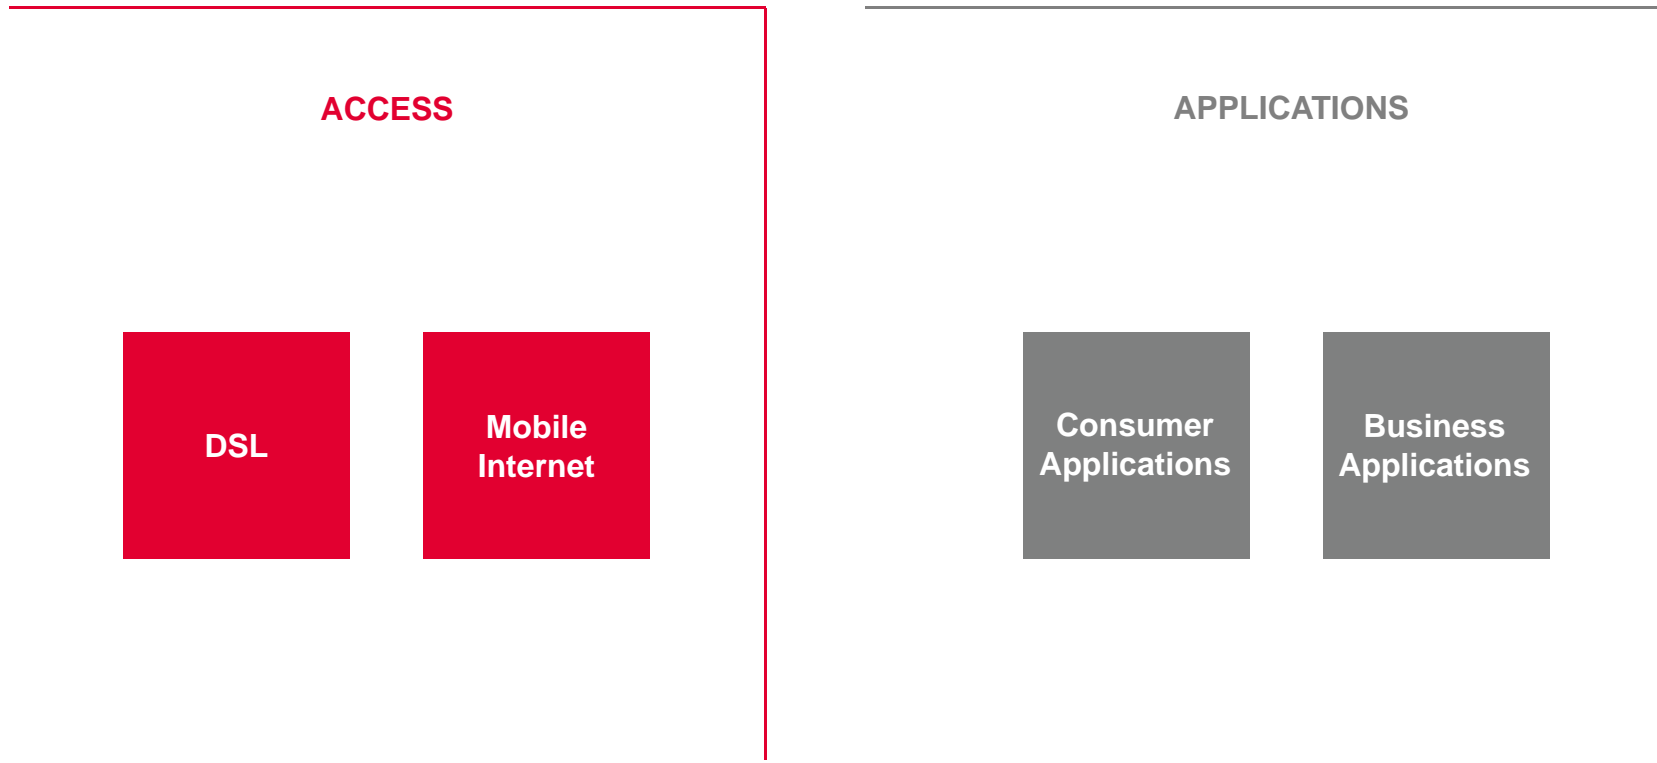 ACCESS
DSL
Mobile
Internet
APPLICATIONS
Consumer
Applications
Business
Applications